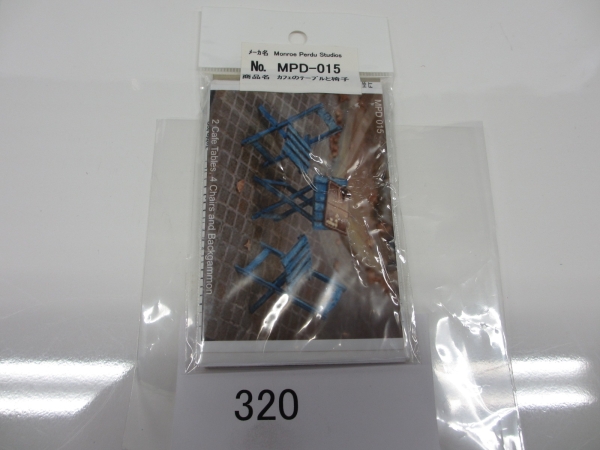 ﾒｰｶ名 Monroe Perdu Studios
No. MPD-015
商品名 ｶﾌｪのﾃｰﾌﾞﾙと椅子
MPD 015
2 Cafe Tables, 4 Chairs and Backgammon
320